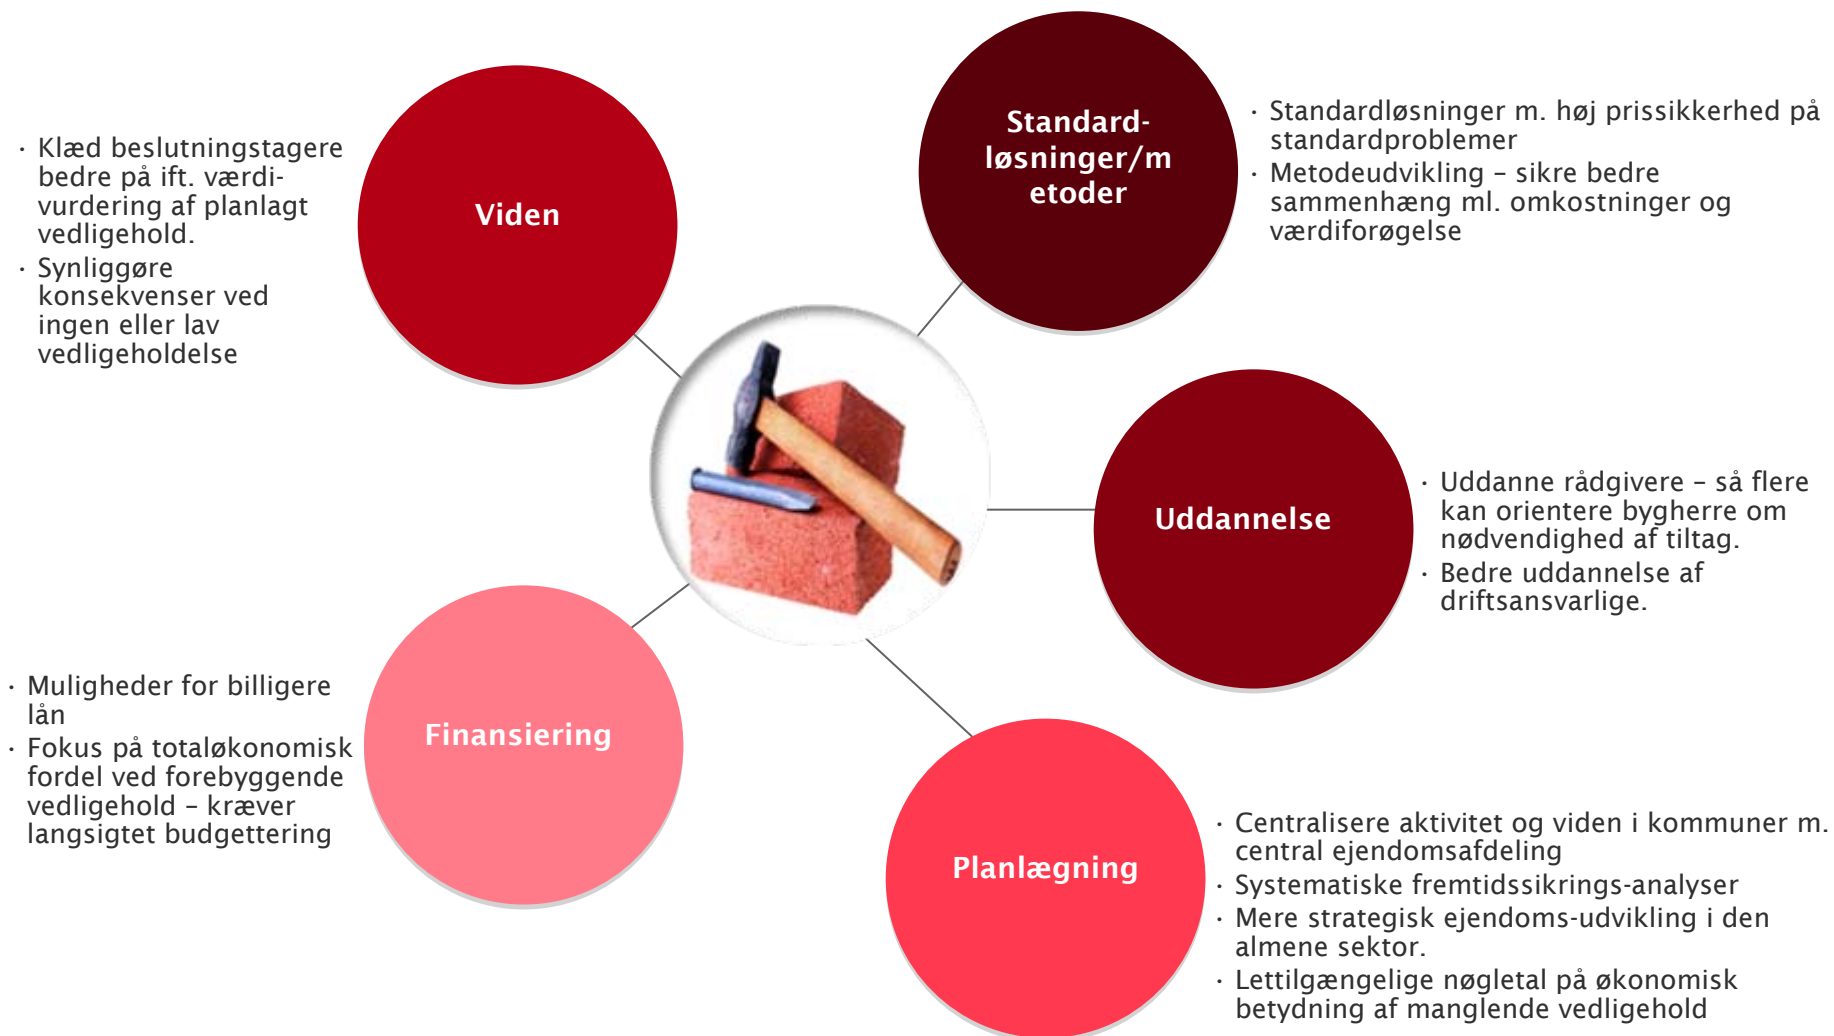 Viden
· Klæd beslutningstagere
bedre på ift. værdi-
vurdering af planlagt
vedligehold.
· Synliggøre
konsekvenser ved
ingen eller lav
vedligeholdelse
Standard-
løsninger/m
etoder
· Standardløsninger m. høj prissikkerhed på
standardproblemer
· Metodeudvikling – sikre bedre
sammenhæng ml. omkostninger og
værdiforøgelse
Uddannelse
· Uddanne rådgivere – så flere
kan orientere bygherre om
nødvendighed af tiltag.
· Bedre uddannelse af
driftsansvarlige.
Finansiering
· Muligheder for billigere
lån
· Fokus på totaløkonomisk
fordel ved forebyggende
vedligehold – kræver
langsigtet budgettering
Planlægning
· Centralisere aktivitet og viden i kommuner m.
central ejendomsafdeling
· Systematiske fremtidssikrings-analyser
· Mere strategisk ejendoms-udvikling i den
almene sektor.
· Lettilgængelige nøgletal på økonomisk
betydning af manglende vedligehold